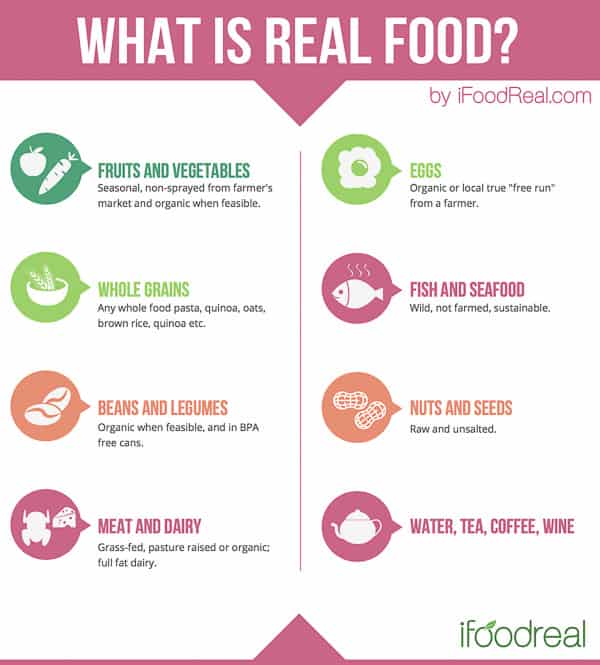 WHAT IS REAL FOOD?
by iFoodReal.com
FRUITS AND VEGETABLES
Seasonal, non-sprayed from farmer's
market and organic when feasible.
WHOLE GRAINS
Any whole food pasta, quinoa, oats,
brown rice, quinoa etc.
BEANS AND LEGUMES
Organic when feasible, and in BPA
free cans.
MEAT AND DAIRY
Grass-fed, pasture raised or organic;
full fat dairy.
EGGS
Organic or local true "free run"
from a farmer.
FISH AND SEAFOOD
Wild, not farmed, sustainable.
NUTS AND SEEDS
Raw and unsalted.
WATER, TEA, COFFEE, WINE
ifoodreal